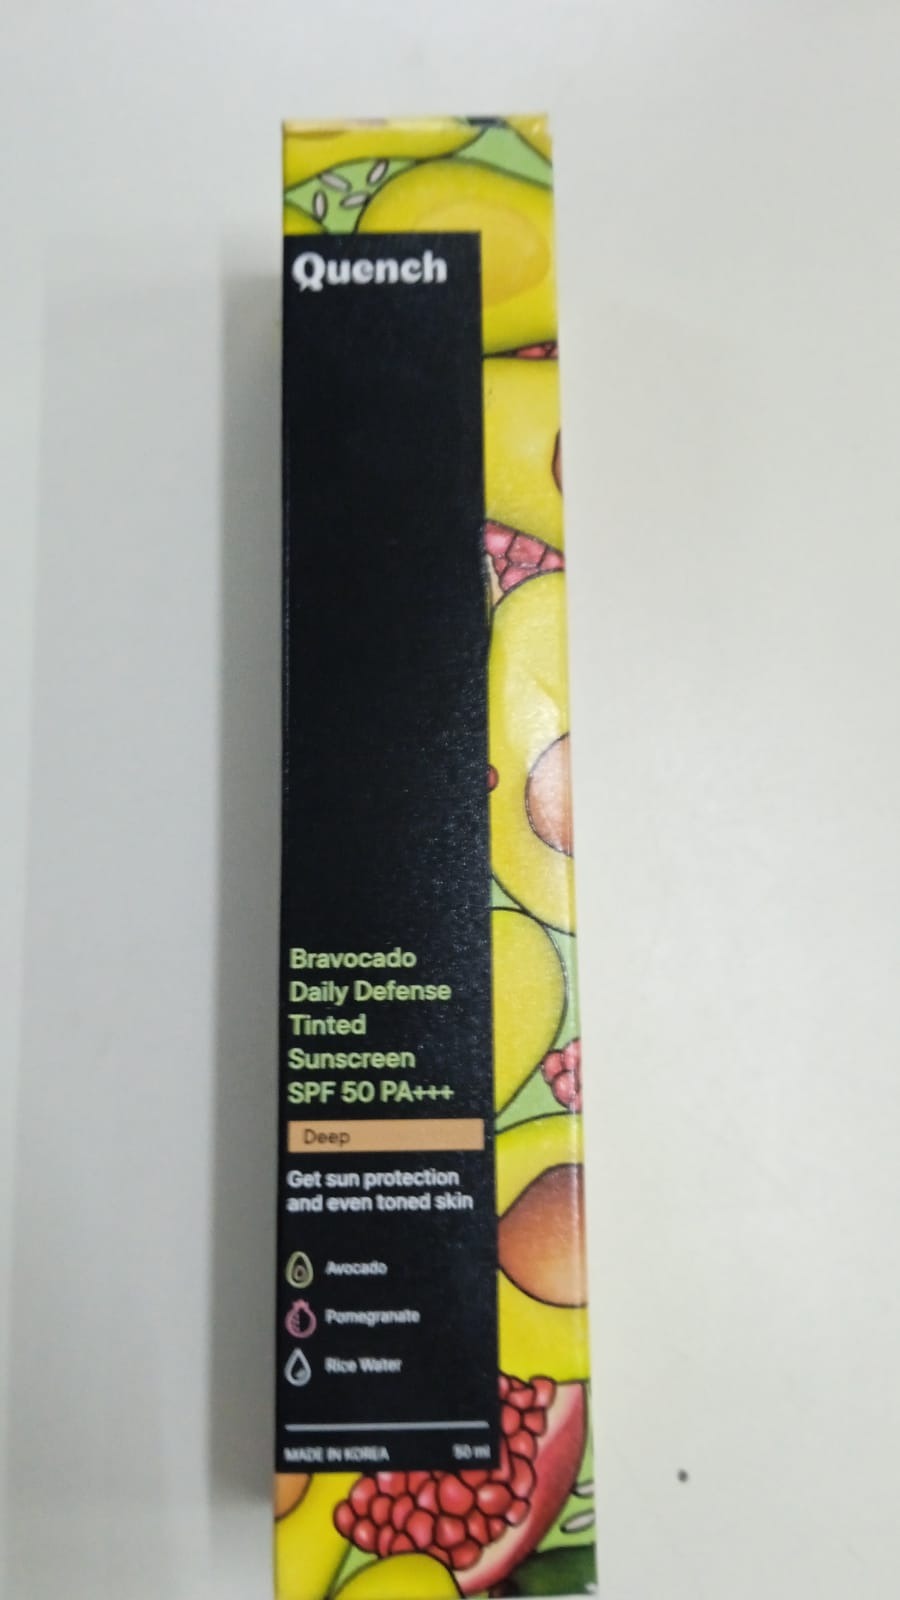 Quench
Bravocado
Daily Defense
Tinted
Sunscreen
SPF 50 PA+++
Deep
Get sun protection
and even toned skin
Avocado
Pomegranate
Rice Water
MADE IN KOREA 50 ml